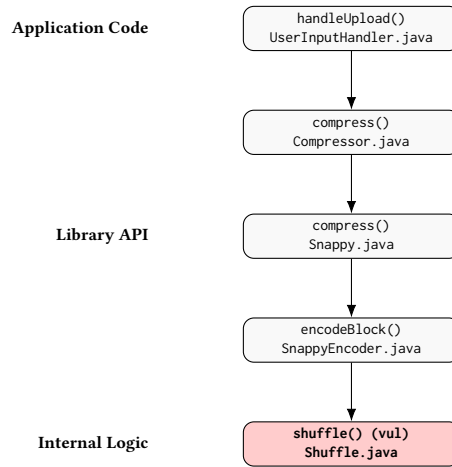 Application Code
handleUpload()
UserInputHandler.java
compress()
Compressor.java
Library API
compress()
Snappy.java
encodeBlock()
SnappyEncoder.java
Internal Logic
shuffle() (vul)
Shuffle.java